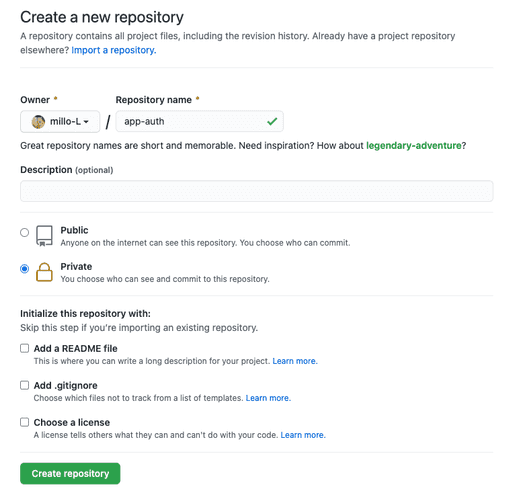 Create a new repository
A repository contains all project files, including the revision history. Already have a project repository
elsewhere? Import a repository.
Owner * Repository name *
millo-L / app-auth
Great repository names are short and memorable. Need inspiration? How about legendary-adventure?
Description (optional)
Public
Anyone on the internet can see this repository. You choose who can commit.
Private
You choose who can see and commit to this repository.
Initialize this repository with:
Skip this step if you're importing an existing repository.
Add a README file
This is where you can write a long description for your project. Learn more.
Add .gitignore
Choose which files not to track from a list of templates. Learn more.
Choose a license
A license tells others what they can and can't do with your code. Learn more.
Create repository